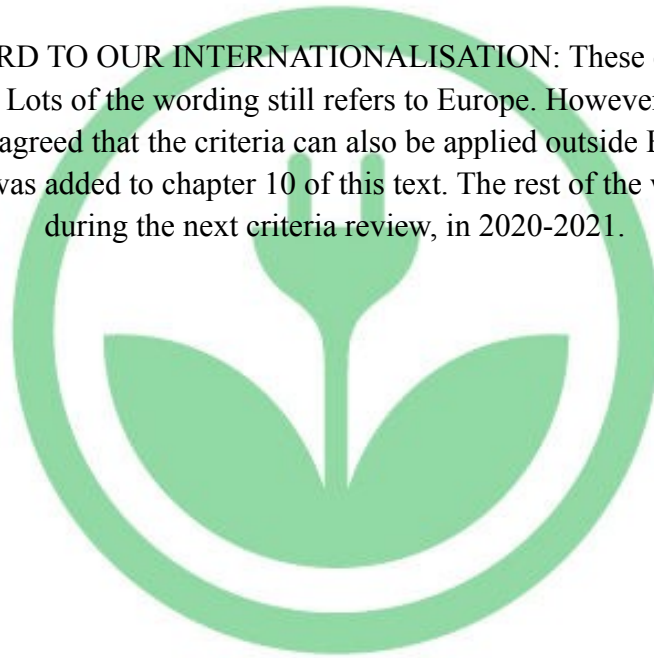 RD TO OUR INTERNATIONALISATION: These
Lots of the wording still refers to Europe. However
agreed that the criteria can also be applied outside
was added to chapter 10 of this text. The rest of the
during the next criteria review, in 2020-2021.